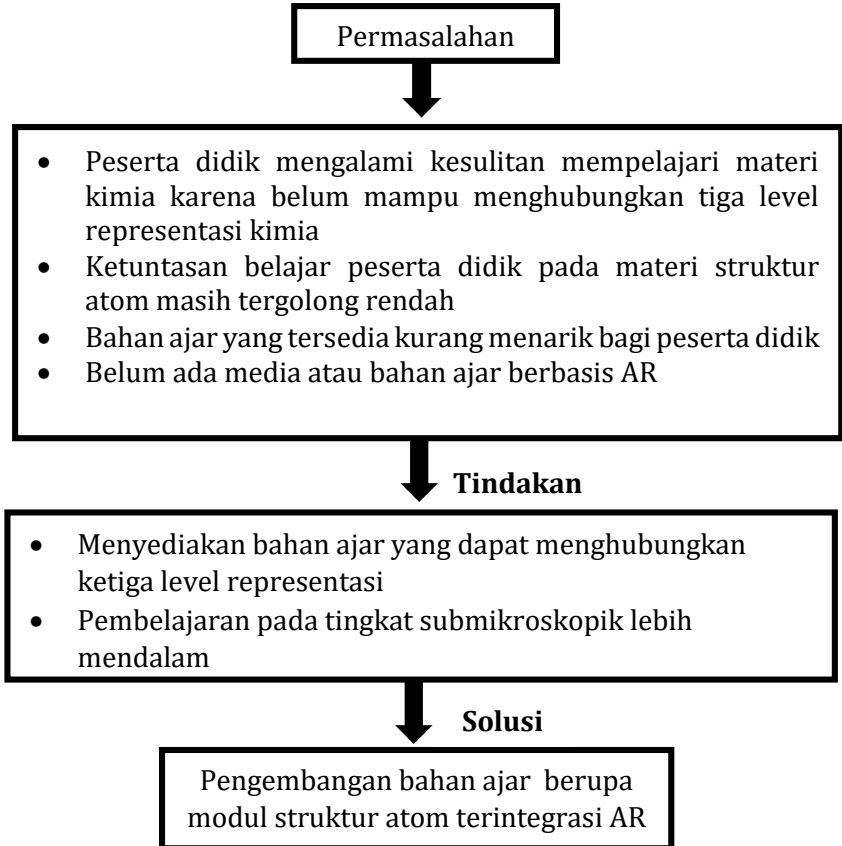 Permasalahan
• Peserta didik mengalami kesulitan mempelajari materi
kimia karena belum mampu menghubungkan tiga level
representasi kimia
• Ketuntasan belajar peserta didik pada materi struktur
atom masih tergolong rendah
• Bahan ajar yang tersedia kurang menarik bagi peserta didik
• Belum ada media atau bahan ajar berbasis AR
Tindakan
• Menyediakan bahan ajar yang dapat menghubungkan
ketiga level representasi
• Pembelajaran pada tingkat submikroskopik lebih
mendalam
Solusi
Pengembangan bahan ajar berupa
modul struktur atom terintegrasi AR